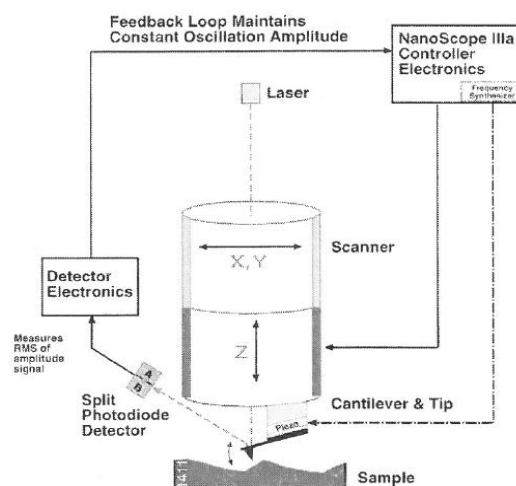 Feedback Loop Maintains
Constant Oscillation Amplitude
NanoScope IIIa
Controller
Electronics
Frequency
Synthesizer
Laser
X, Y
Scanner
Detector
Electronics
Z
Measures
RMS of
amplitude
signal
A
B
Split
Photodiode
Detector
Cantilever & Tip
Piezo
Sample